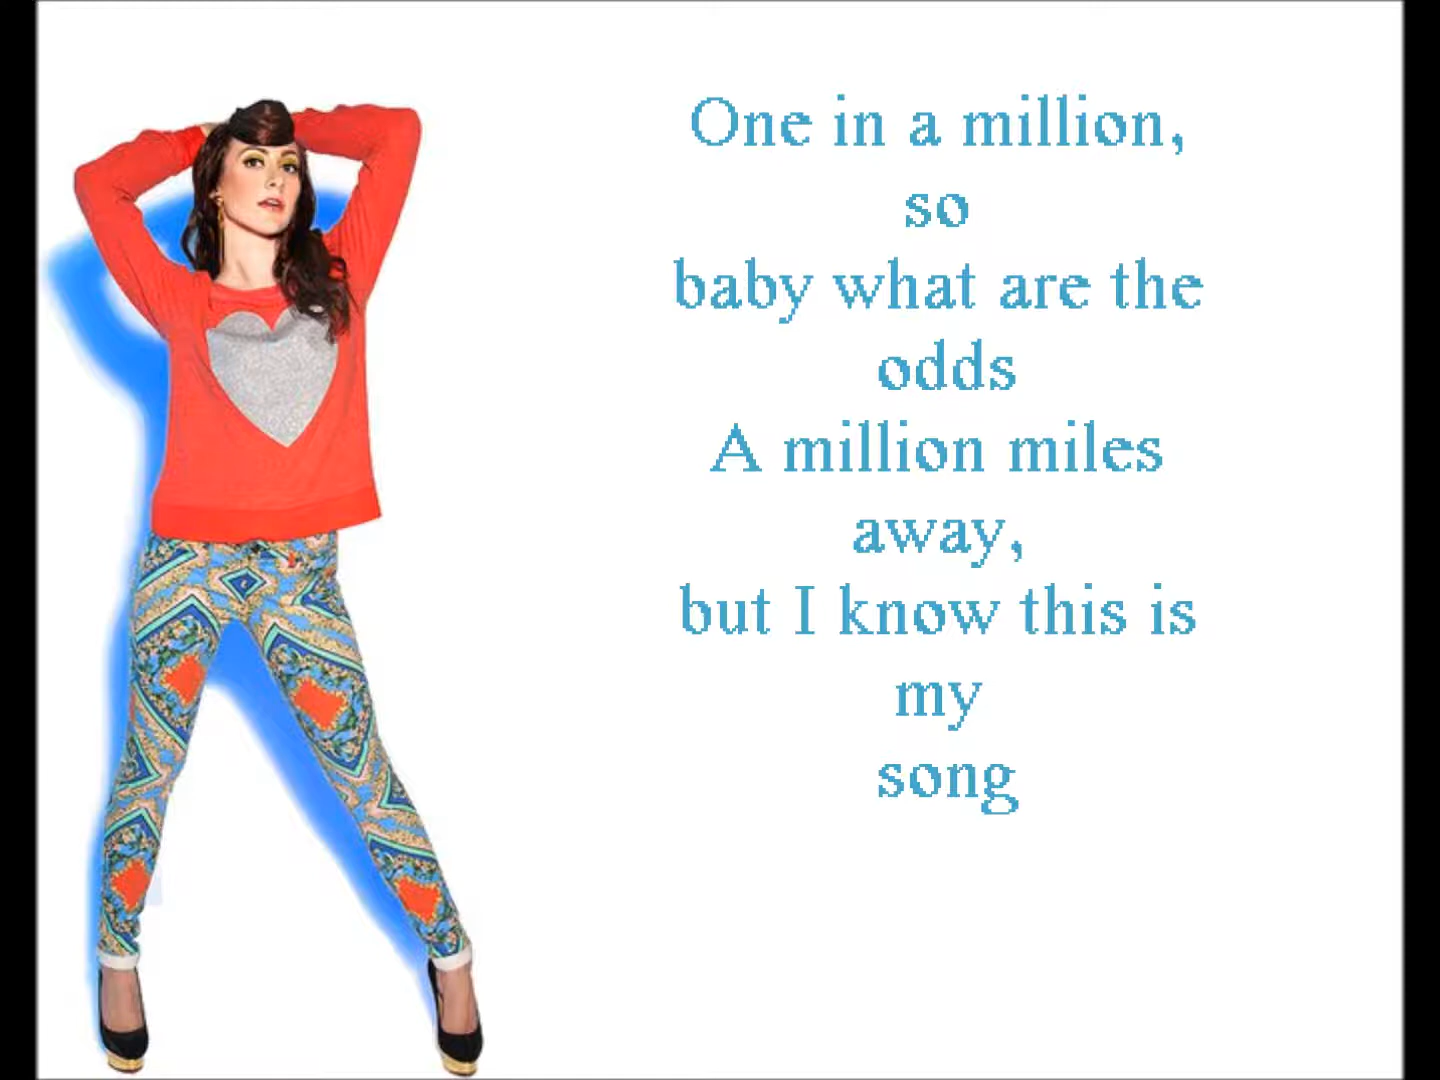 One in a million,
so
baby what are the
odds
A million miles
away,
but I know this is
my
song